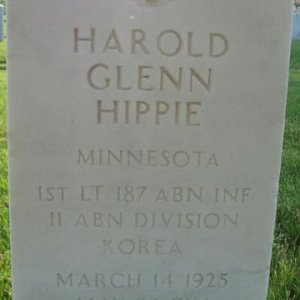 HAROLD
GLENN
HIPPIE
MINNESOTA
1ST LT 187 ABN INF
11 ABN DIVISION
KOREA
MARCH 14 1925